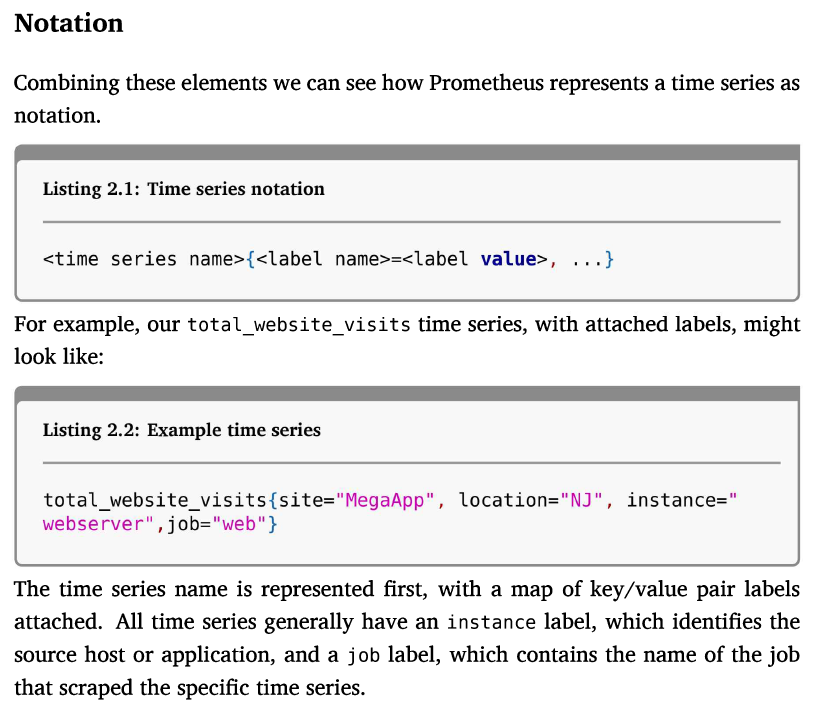 Notation
Combining these elements we can see how Prometheus represents a time series as
notation.
Listing 2.1: Time series notation
<time series name>{<label name>=<label value>, ...}
For example, our total_website_visits time series, with attached labels, might
look like:
Listing 2.2: Example time series
total_website_visits{site="MegaApp", location="NJ", instance="
webserver",job="web"}
The time series name is represented first, with a map of key/value pair labels
attached. All time series generally have an instance label, which identifies the
source host or application, and a job label, which contains the name of the job
that scraped the specific time series.